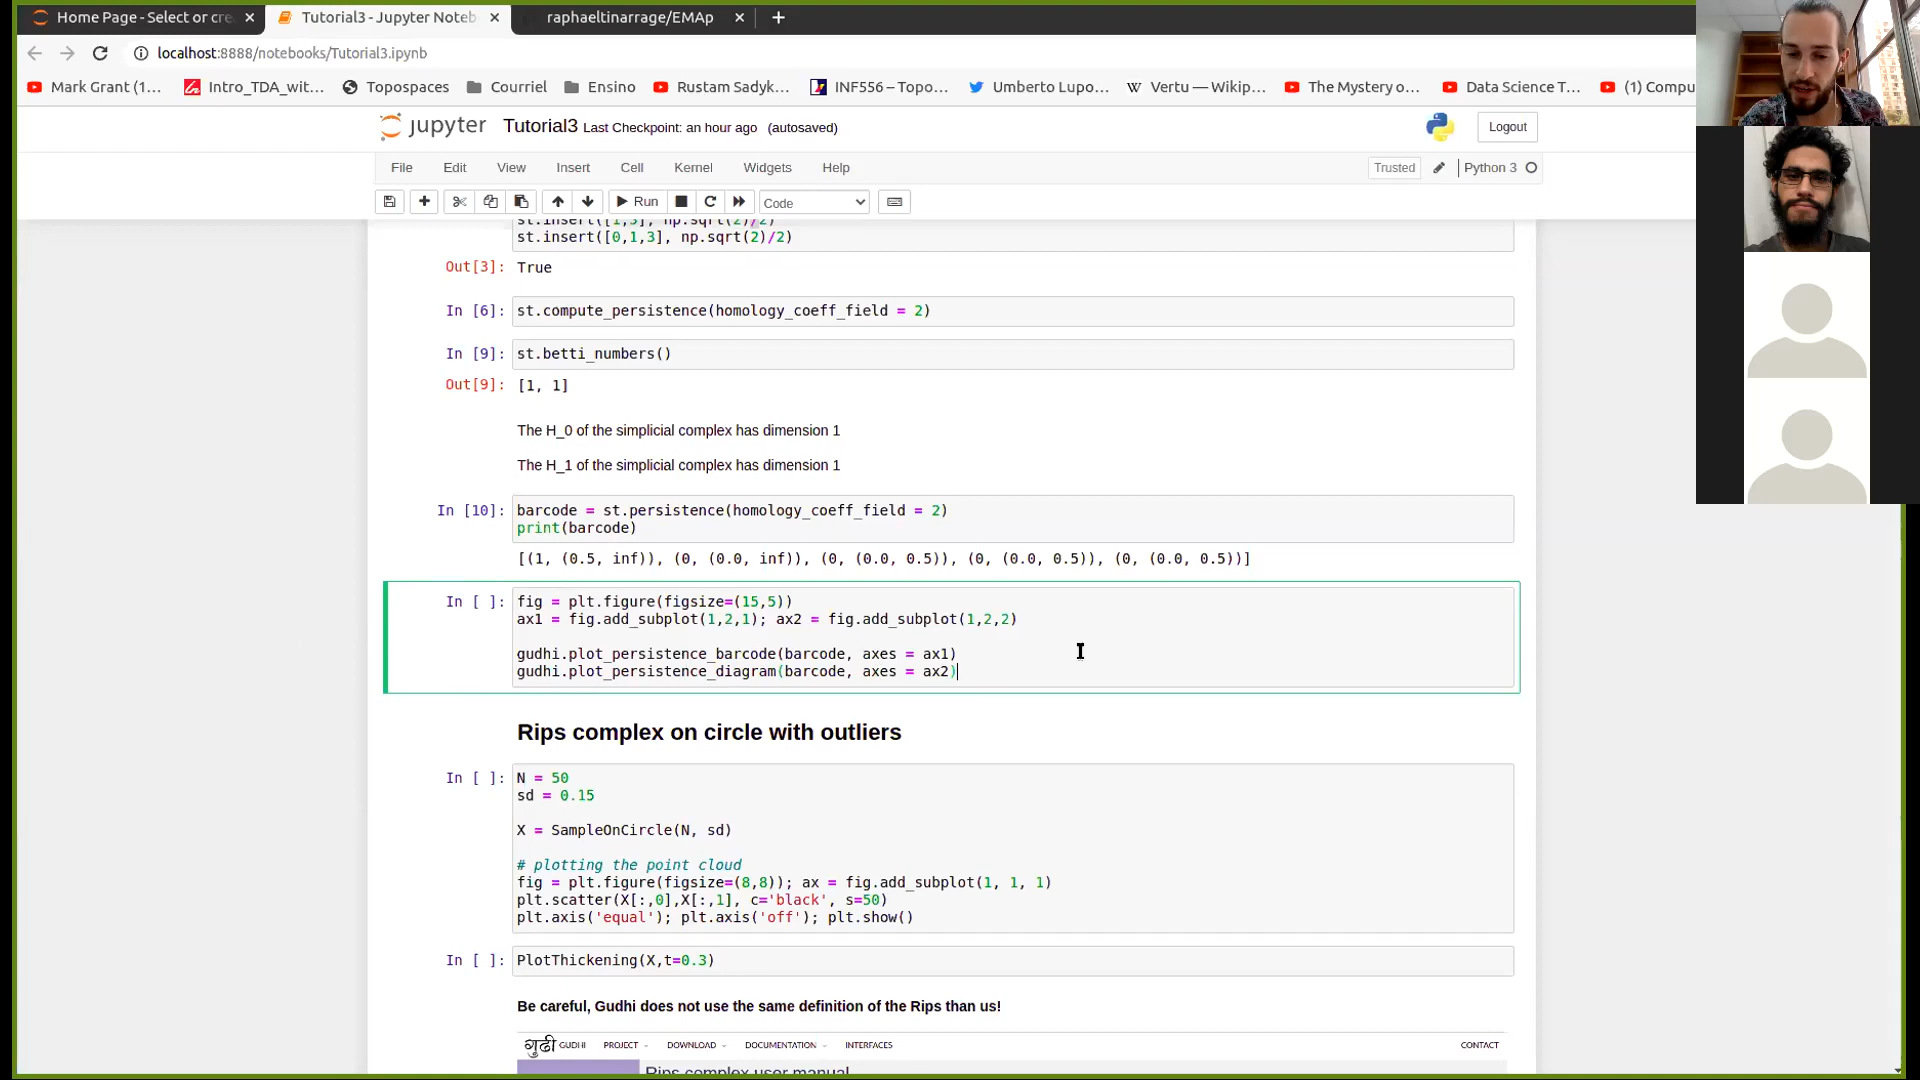 Home Page - Select or cre
Tutorial3 - Jupyter Noteb
raphaeltinarrage/EMAp
localhost:8888/notebooks/Tutorial3.ipynb
Mark Grant (1...
Intro_TDA_wit...
Topospaces
Courriel
Ensino
Rustam Sadyk...
INF556 – Topo...
Umberto Lupo...
Vertu — Wikip...
The Mystery o...
Data Science T...
(1) Compu
jupyter Tutorial3 Last Checkpoint: an hour ago (autosaved)
Logout
File Edit View Insert Cell Kernel Widgets Help
Trusted
Python 3
Run
Code
st.insert([1,3], np.sqrt(2)/2)
st.insert([0,1,3], np.sqrt(2)/2)
Out[3]: True
In [6]: st.compute_persistence(homology_coeff_field = 2)
In [9]: st.betti_numbers()
Out[9]: [1, 1]
The H_0 of the simplicial complex has dimension 1
The H_1 of the simplicial complex has dimension 1
In [10]: barcode = st.persistence(homology_coeff_field = 2)
print(barcode)
[(1, (0.5, inf)), (0, (0.0, inf)), (0, (0.0, 0.5)), (0, (0.0, 0.5)), (0, (0.0, 0.5))]
In [ ]: fig = plt.figure(figsize=(15,5))
ax1 = fig.add_subplot(1,2,1); ax2 = fig.add_subplot(1,2,2)
gudhi.plot_persistence_barcode(barcode, axes = ax1)
gudhi.plot_persistence_diagram(barcode, axes = ax2)
Rips complex on circle with outliers
In [ ]: N = 50
sd = 0.15
X = SampleOnCircle(N, sd)
# plotting the point cloud
fig = plt.figure(figsize=(8,8)); ax = fig.add_subplot(1, 1, 1)
plt.scatter(X[:,0],X[:,1], c='black', s=50)
plt.axis('equal'); plt.axis('off'); plt.show()
In [ ]: PlotThickening(X,t=0.3)
Be careful, Gudhi does not use the same definition of the Rips than us!
गुढी GUDHI PROJECT DOWNLOAD DOCUMENTATION INTERFACES CONTACT
Rips complex user manual